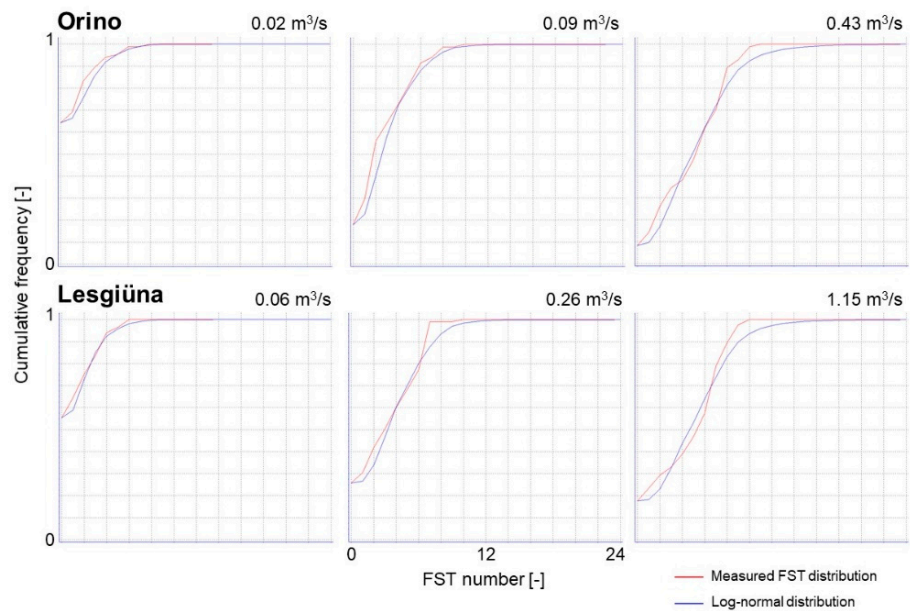 Orino
0.02 m³/s
0.09 m³/s
0.43 m³/s
1
0
Cumulative frequency [-]
Lesgiüna
0.06 m³/s
0.26 m³/s
1.15 m³/s
1
0
0 12 24
FST number [-]
Measured FST distribution
Log-normal distribution